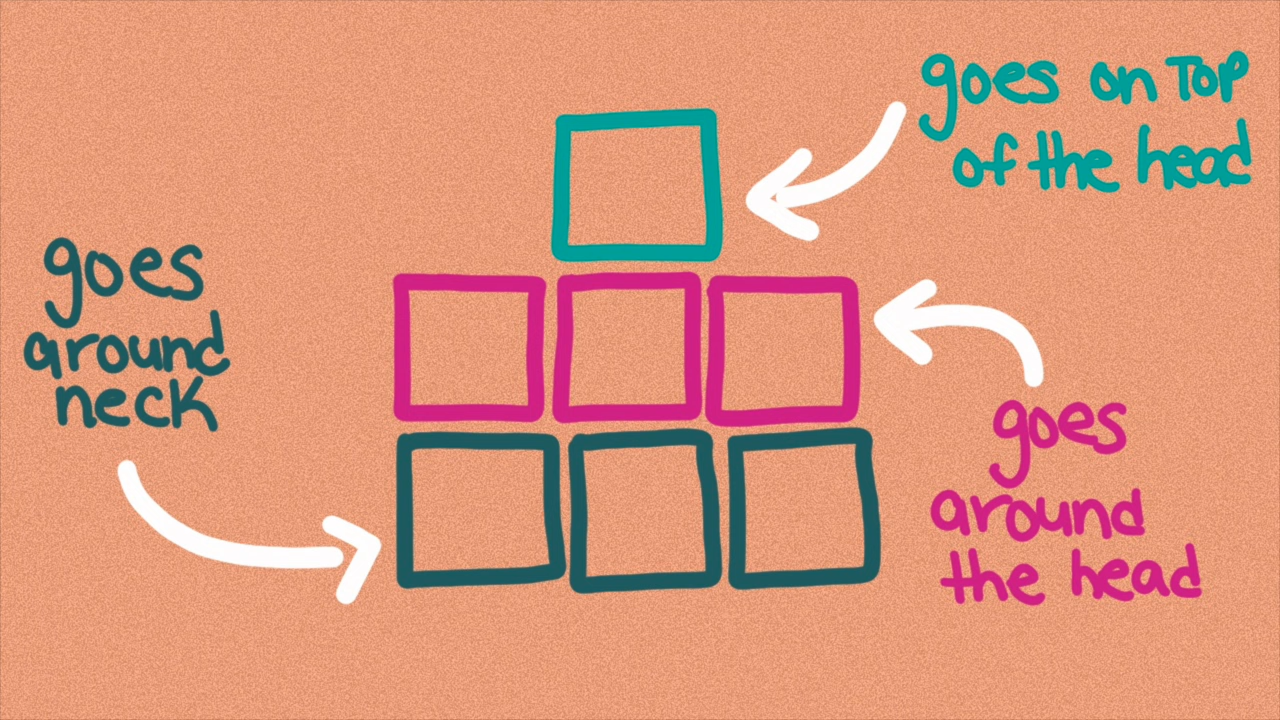 goes on Top
of the head
goes
around
neck
goes
around
the head